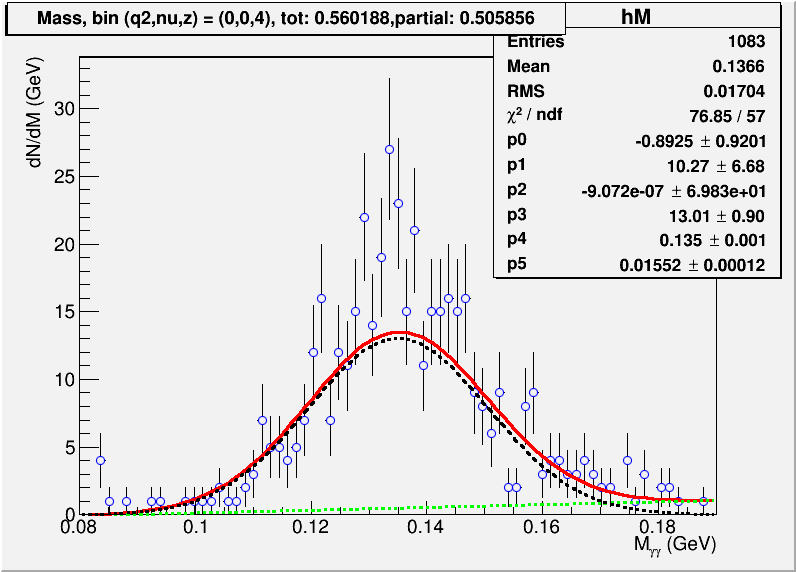 Mass, bin (q2,nu,z) = (0,0,4), tot: 0.560188,partial: 0.505856
hM
Entries 1083
Mean 0.1366
RMS 0.01704
χ² / ndf 76.85 / 57
p0 -0.8925 ± 0.9201
p1 10.27 ± 6.68
p2 -9.072e-07 ± 6.983e+01
p3 13.01 ± 0.90
p4 0.135 ± 0.001
p5 0.01552 ± 0.00012
dN/dM (GeV)
30
25
20
15
10
5
0
0.08 0.1 0.12 0.14 0.16 0.18
Mγγ (GeV)